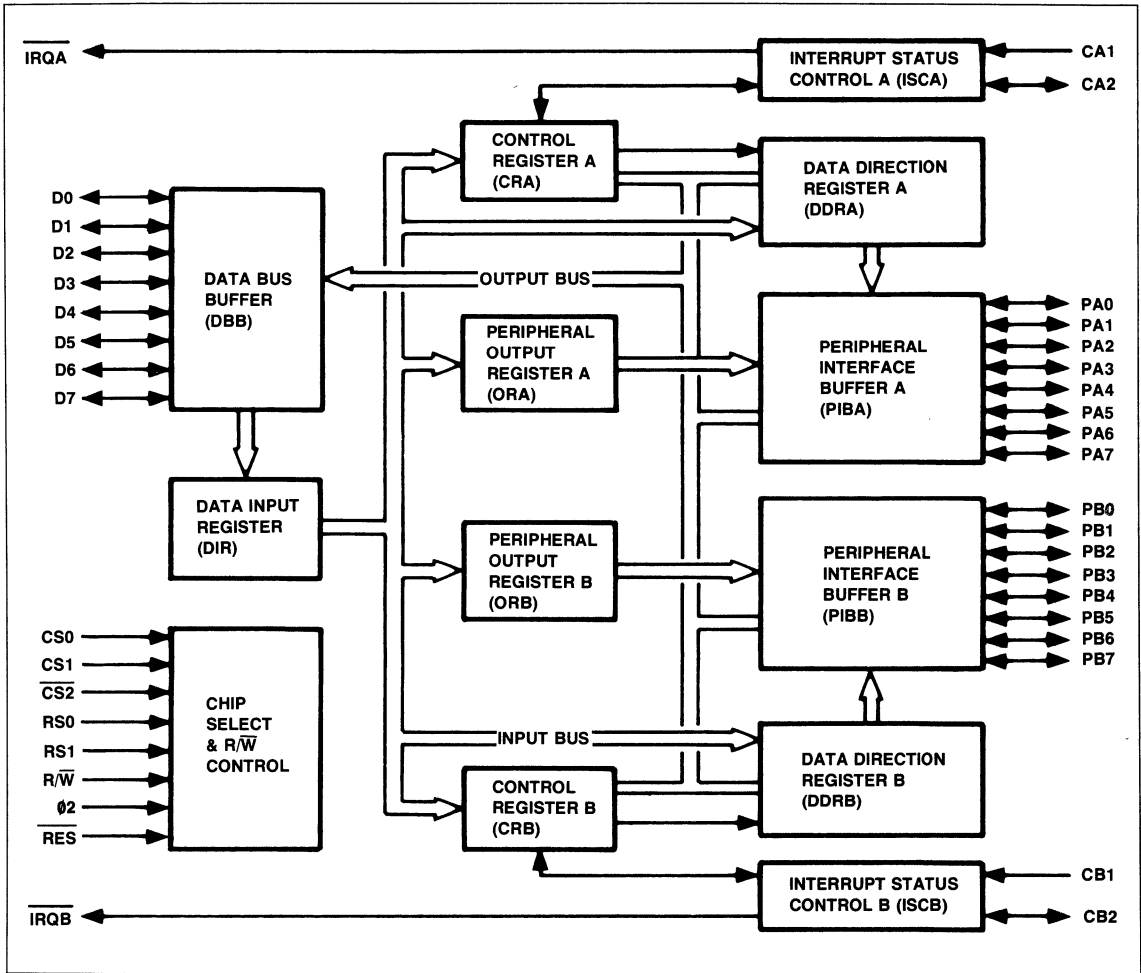 IRQA
INTERRUPT STATUS
CONTROL A (ISCA)
CA1
CA2
CONTROL
REGISTER A
(CRA)
DATA DIRECTION
REGISTER A
(DDRA)
D0
D1
D2
D3
D4
D5
D6
D7
DATA BUS
BUFFER
(DBB)
OUTPUT BUS
PERIPHERAL
OUTPUT
REGISTER A
(ORA)
PERIPHERAL
INTERFACE
BUFFER A
(PIBA)
PA0
PA1
PA2
PA3
PA4
PA5
PA6
PA7
DATA INPUT
REGISTER
(DIR)
PERIPHERAL
OUTPUT
REGISTER B
(ORB)
PERIPHERAL
INTERFACE
BUFFER B
(PIBB)
PB0
PB1
PB2
PB3
PB4
PB5
PB6
PB7
CS0
CS1
CS2
RS0
RS1
R/W
Ø2
RES
CHIP
SELECT
& R/W
CONTROL
INPUT BUS
CONTROL
REGISTER B
(CRB)
DATA DIRECTION
REGISTER B
(DDRB)
INTERRUPT STATUS
CONTROL B (ISCB)
CB1
CB2
IRQB